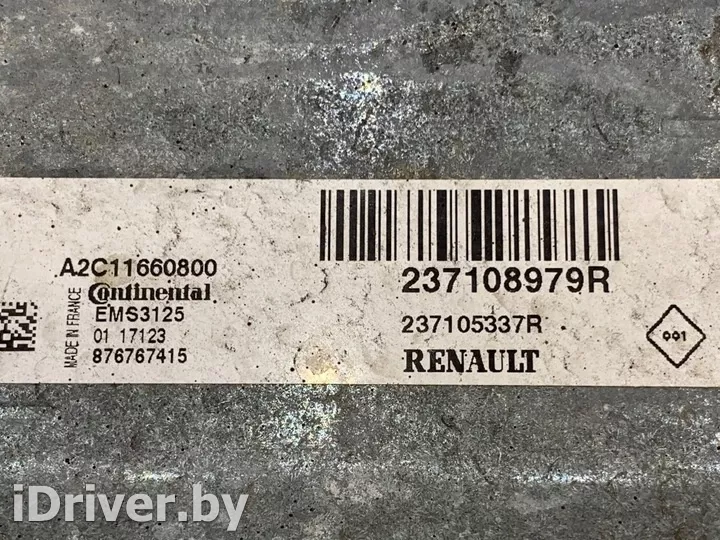 A2C11660800
Continental
EMS3125
01 17123
876767415
MADE IN FRANCE
237108979R
237105337R
RENAULT
001
iDriver.by